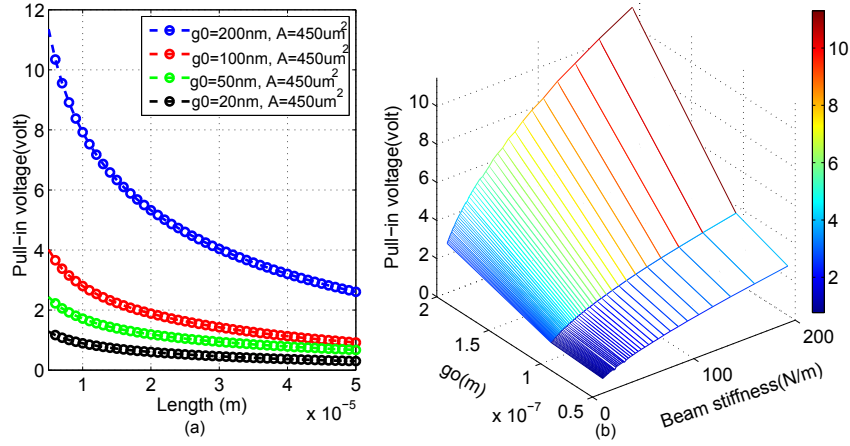 12
10
8
6
4
2
0
Pull-in voltage(volt)
g0=200nm, A=450um2
g0=100nm, A=450um2
g0=50nm, A=450um2
g0=20nm, A=450um2
1 2 3 4 5
Length (m)
x 10-5
(a)
10
8
6
4
2
0
Pull-in voltage(volt)
2
1.5
1
0.5
go(m)
x 10-7
0
100
200
Beam stiffness(N/m)
(b)
10
8
6
4
2